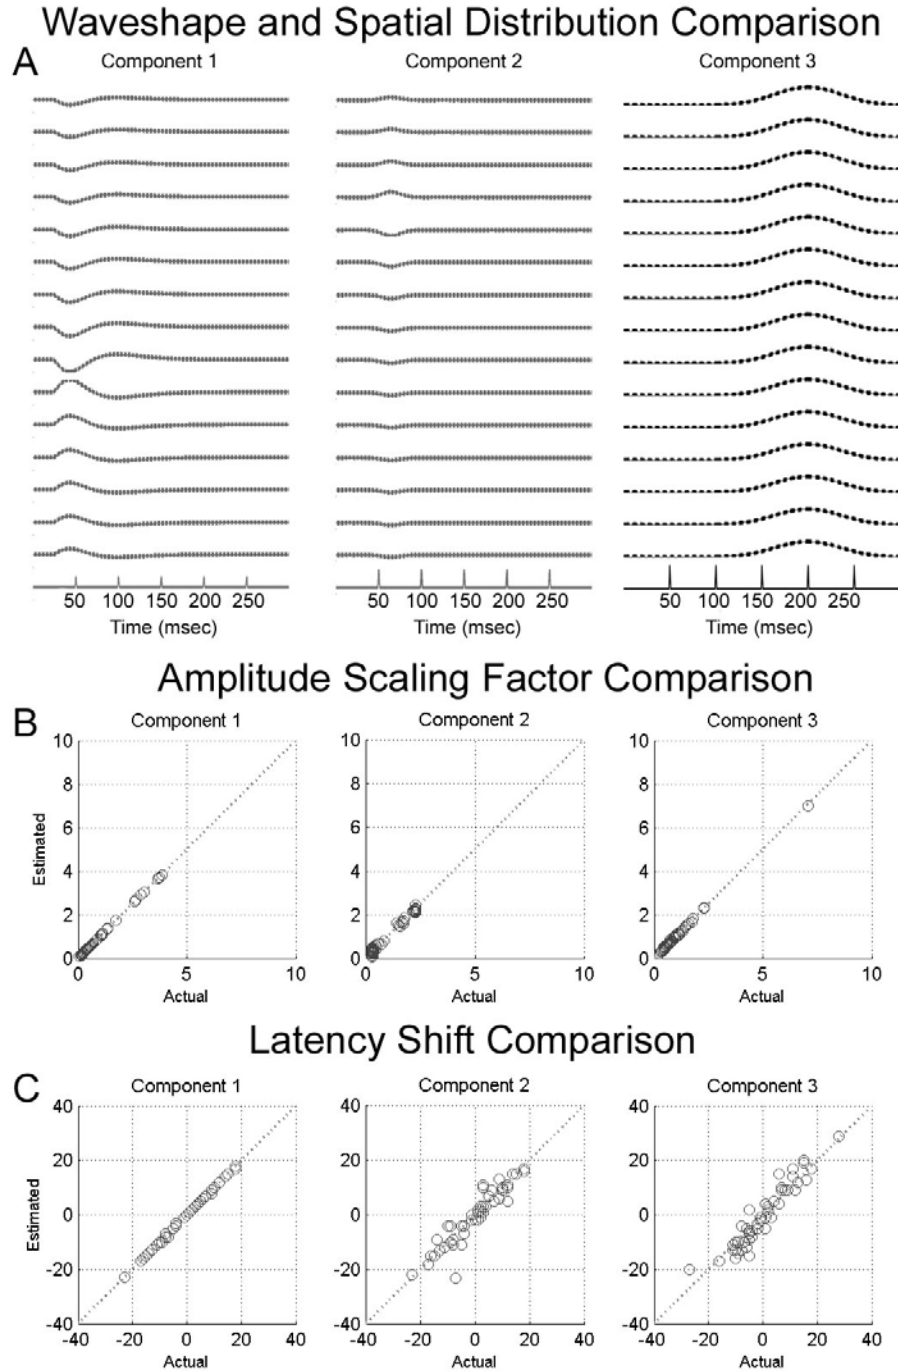 Waveshape and Spatial Distribution Comparison
A
Component 1 Component 2 Component 3
50 100 150 200 250 50 100 150 200 250 50 100 150 200 250
Time (msec) Time (msec) Time (msec)
Amplitude Scaling Factor Comparison
B
Component 1 Component 2 Component 3
10 10 10
8 8 8
6 6 6
4 4 4
2 2 2
0 0 0
Estimated
0 5 10 0 5 10 0 5 10
Actual Actual Actual
Latency Shift Comparison
C
Component 1 Component 2 Component 3
40 40 40
20 20 20
0 0 0
-20 -20 -20
-40 -40 -40
Estimated
-40 -20 0 20 40 -40 -20 0 20 40 -40 -20 0 20 40
Actual Actual Actual